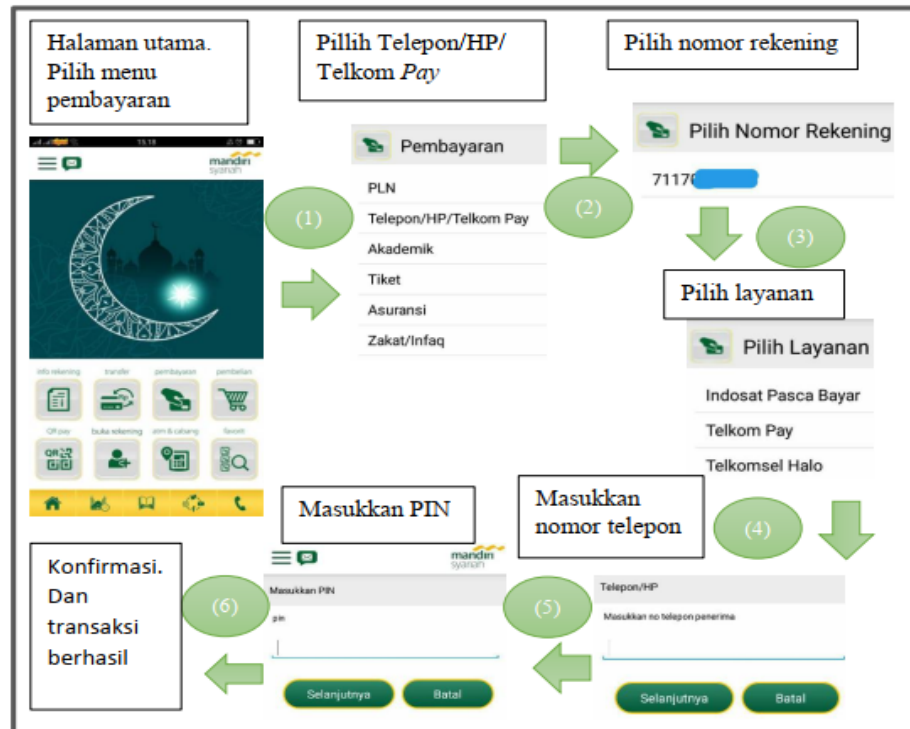 Halaman utama.
Pilih menu
pembayaran
Pillih Telepon/HP/
Telkom Pay
Pilih nomor rekening
15.18
mandiri
syariah
info rekening
transfer
pembayaran
pembelian
QR pay
buka rekening
atm & cabang
favorit
QR
(1)
Pembayaran
PLN
Telepon/HP/Telkom Pay
Akademik
Tiket
Asuransi
Zakat/Infaq
(2)
Pilih Nomor Rekening
7117
(3)
Pilih layanan
Pilih Layanan
Indosat Pasca Bayar
Telkom Pay
Telkomsel Halo
(4)
Masukkan
nomor telepon
Telepon/HP
Masukkan no telepon penerima
Selanjutnya
Batal
(5)
Masukkan PIN
mandiri
syariah
Masukkan PIN
pin
Selanjutnya
Batal
(6)
Konfirmasi.
Dan
transaksi
berhasil